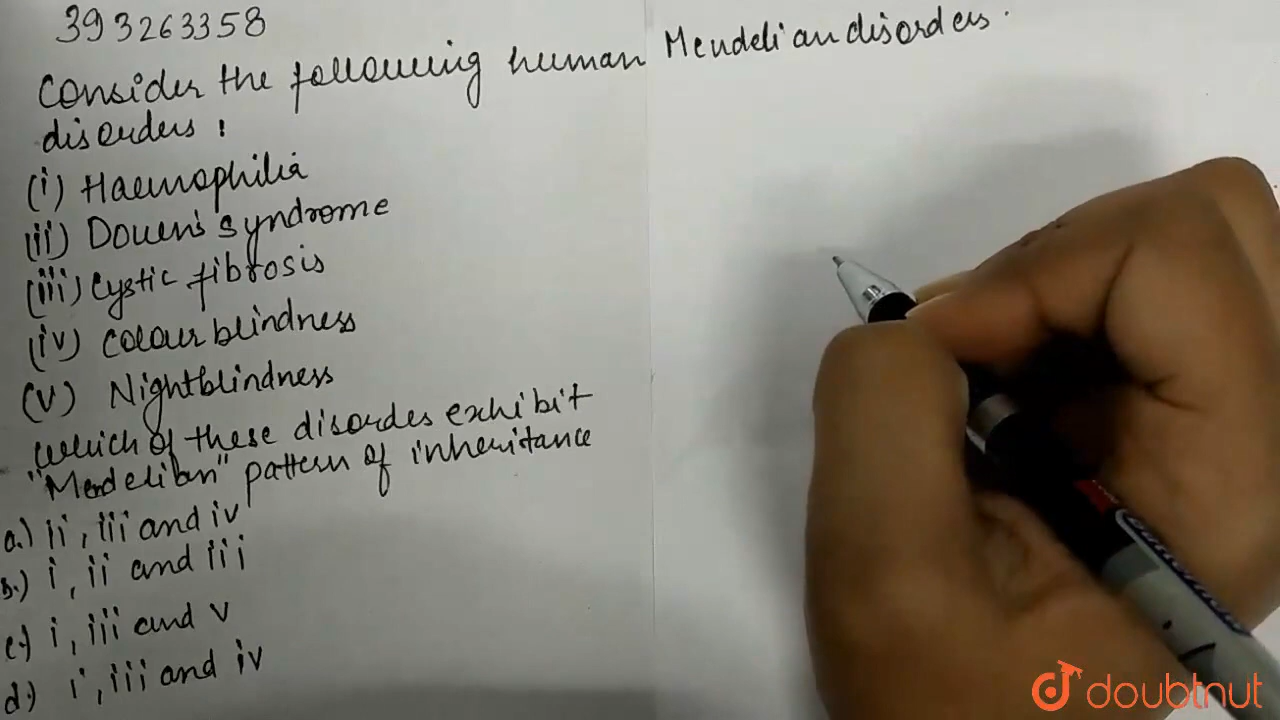 393263358
Consider the following human Mendelian disorders.
disorders :
(i) Haemophilia
(ii) Down's syndrome
(iii) Cystic fibrosis
(iv) Colour blindness
(v) Nightblindness
which of these disordes exhibit
"Mendelian" pattern of inheritance
a.) ii, iii and iv
b.) i, ii and iii
c.) i, iii and v
d.) i, iii and iv
doubtnut